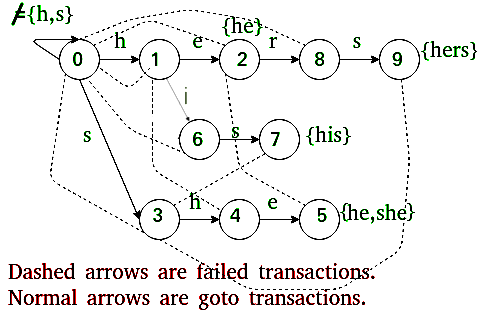 ≠{h,s}
{he}
h e r s
0 1 2 8 9 {hers}
i
6 s 7 {his}
s
h e
3 4 5 {he,she}
Dashed arrows are failed transactions.
Normal arrows are goto transactions.